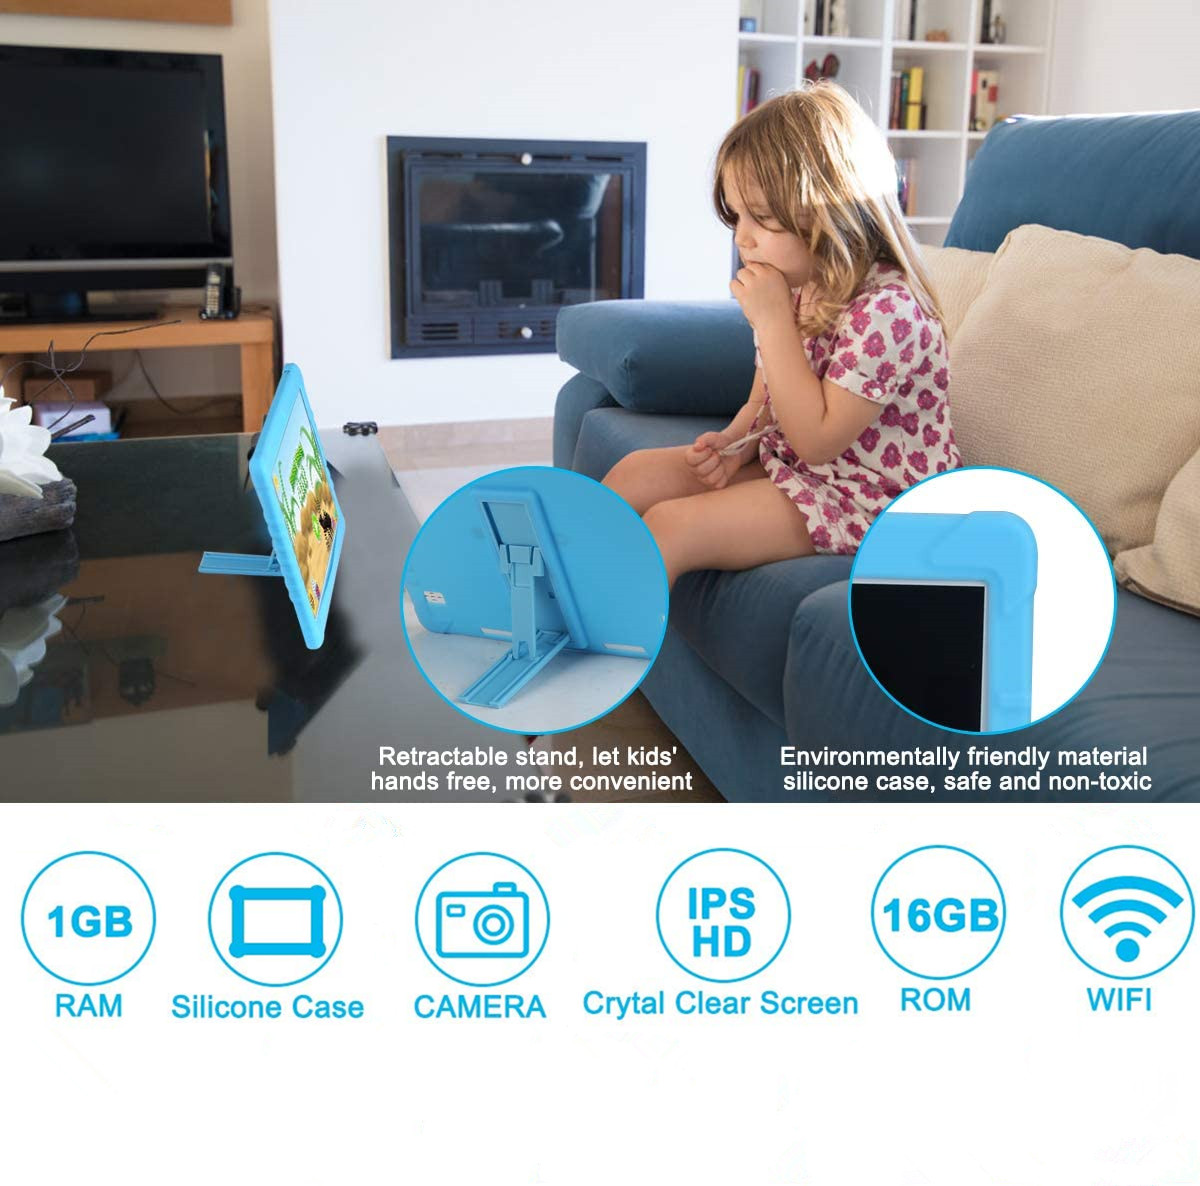 Retractable stand, let kids'
hands free, more convenient
Environmentally friendly material
silicone case, safe and non-toxic
1GB
RAM
Silicone Case
CAMERA
IPS
HD
Crytal Clear Screen
16GB
ROM
WIFI